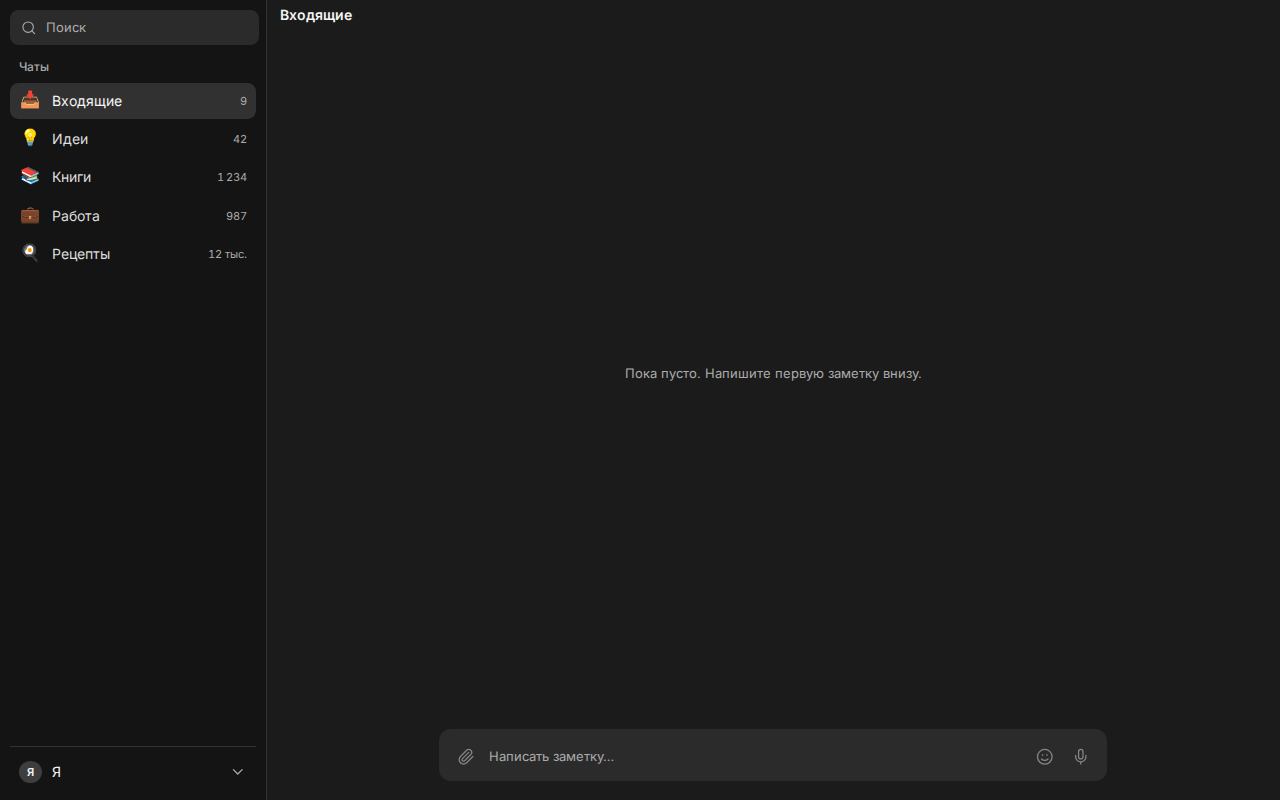 Поиск
Чаты
Входящие 9
Идеи 42
Книги 1 234
Работа 987
Рецепты 12 тыс.
Я Я
Входящие
Пока пусто. Напишите первую заметку внизу.
Написать заметку...